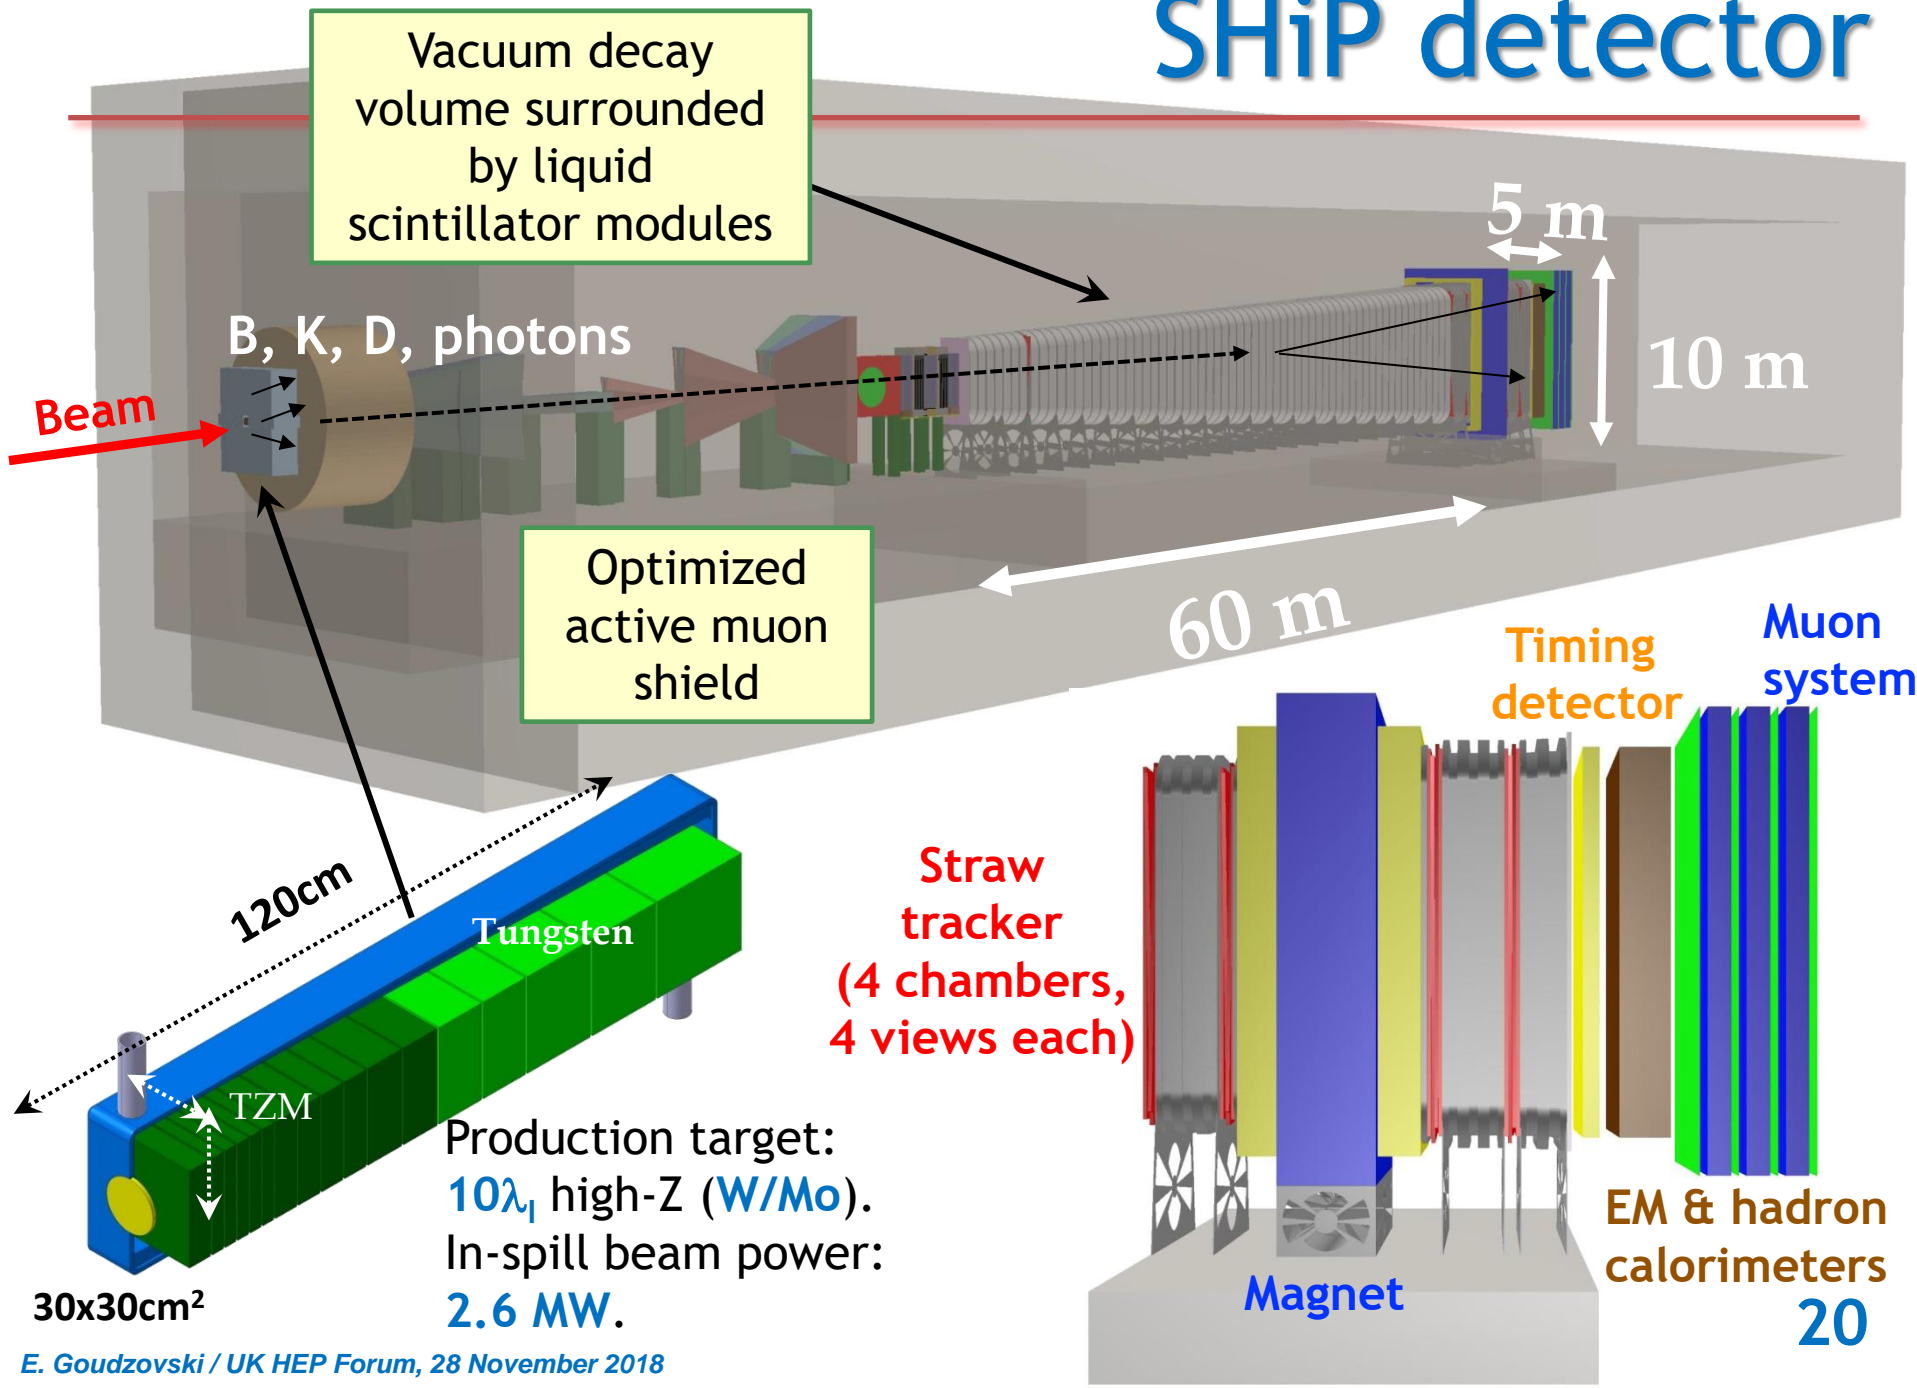 SHiP detector
Vacuum decay
volume surrounded
by liquid
scintillator modules
5 m
B, K, D, photons
10 m
Beam
Optimized
active muon
shield
60 m
Timing
detector
Muon
system
120cm
Tungsten
TZM
Straw
tracker
(4 chambers,
4 views each)
Production target:
10λI high-Z (W/Mo).
In-spill beam power:
2.6 MW.
30x30cm²
Magnet
EM & hadron
calorimeters
20
E. Goudzovski / UK HEP Forum, 28 November 2018